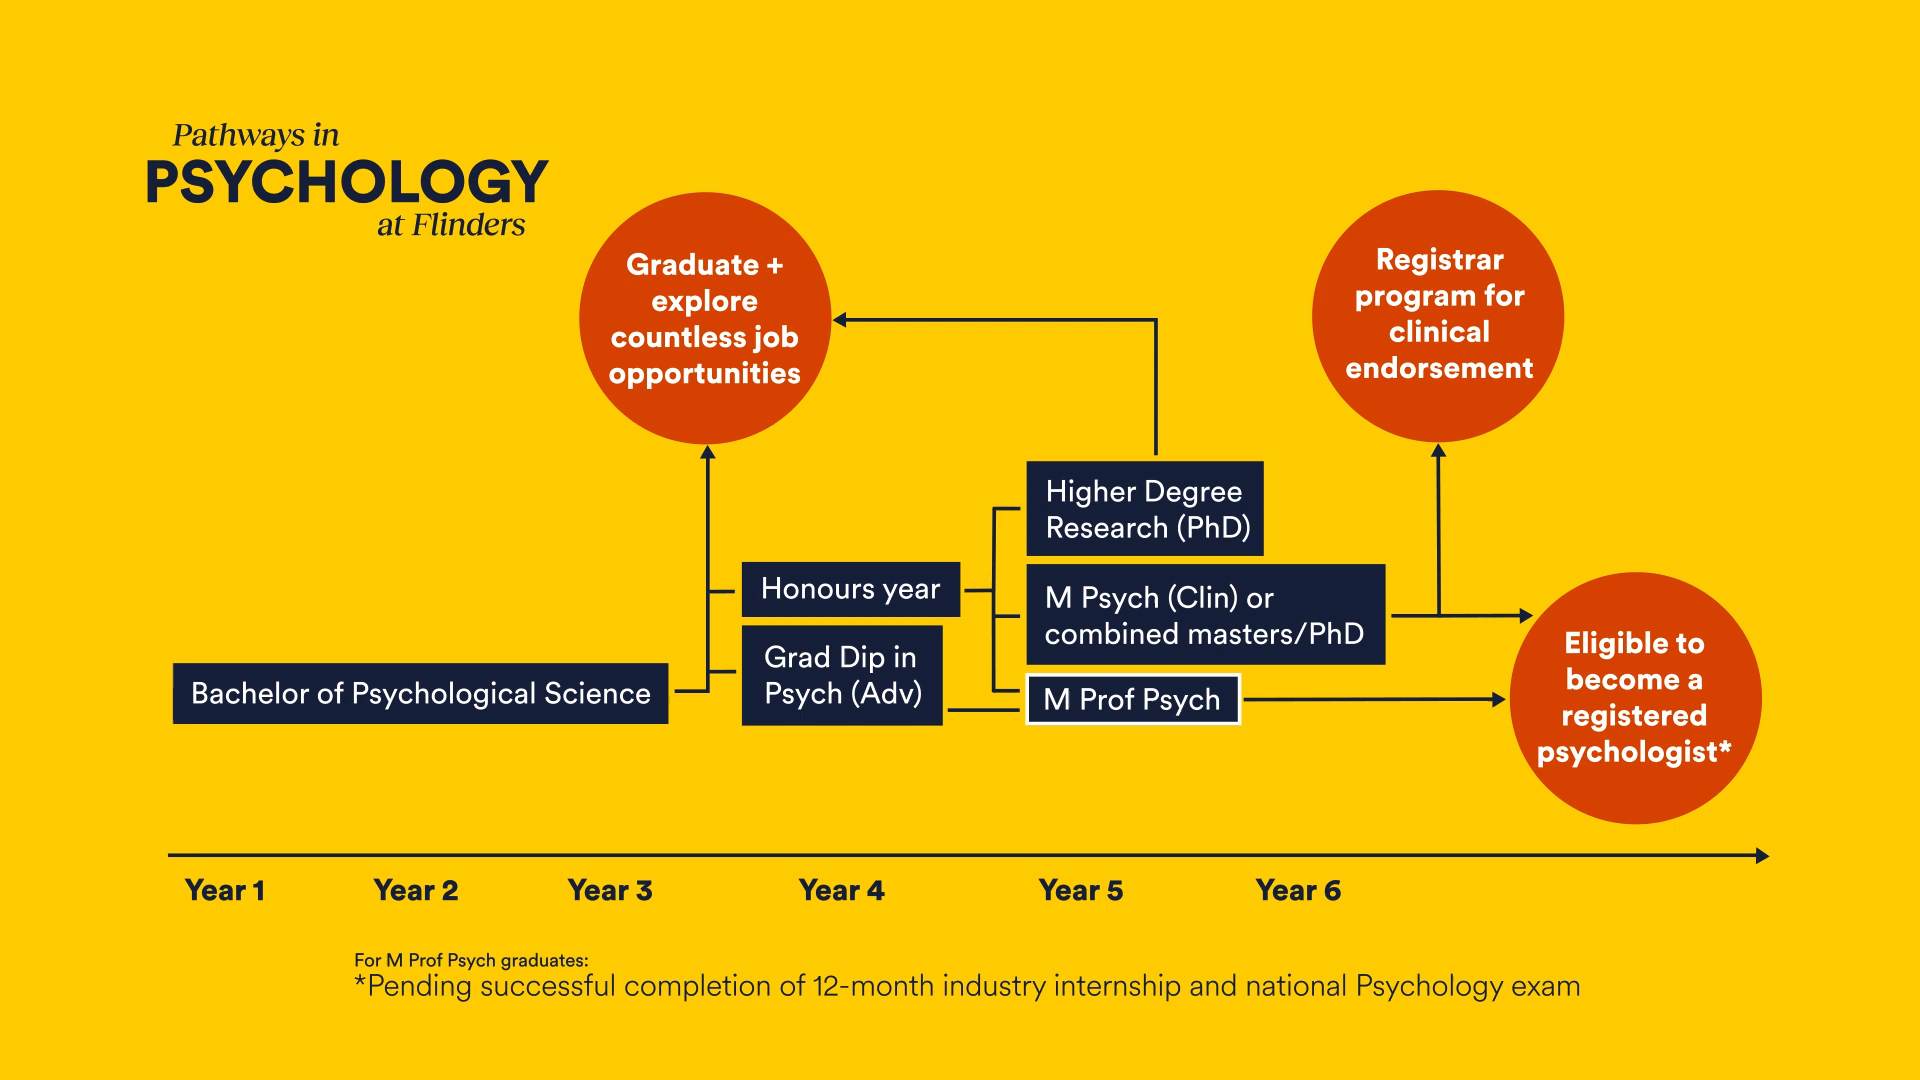 Pathways in
PSYCHOLOGY
at Flinders
Graduate +
explore
countless job
opportunities
Registrar
program for
clinical
endorsement
Higher Degree
Research (PhD)
Honours year
M Psych (Clin) or
combined masters/PhD
Grad Dip in
Psych (Adv)
Bachelor of Psychological Science
M Prof Psych
Eligible to
become a
registered
psychologist*
Year 1 Year 2 Year 3 Year 4 Year 5 Year 6
For M Prof Psych graduates:
*Pending successful completion of 12-month industry internship and national Psychology exam